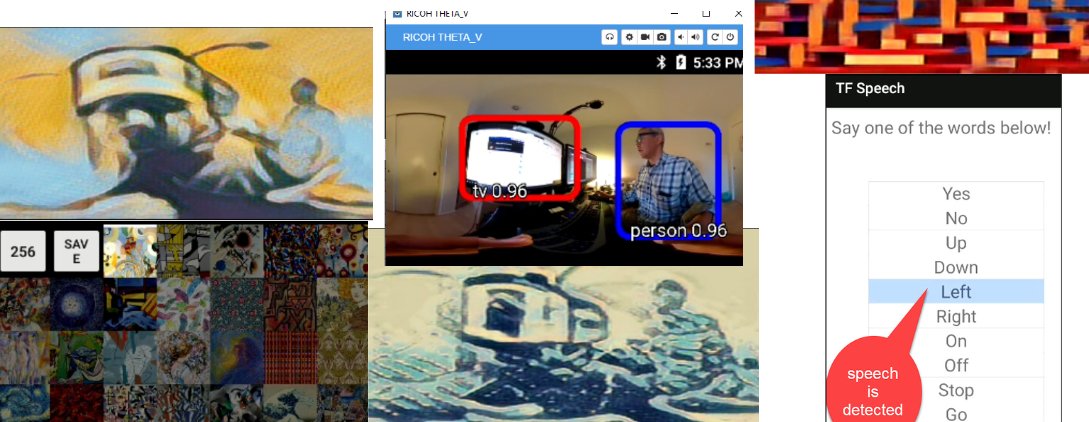 RICOH THETA_V
RICOH THETA_V
5:33 PM
tv 0.96
person 0.96
256
SAV
E
TF Speech
Say one of the words below!
Yes
No
Up
Down
Left
Right
On
Off
Stop
Go
speech
is
detected